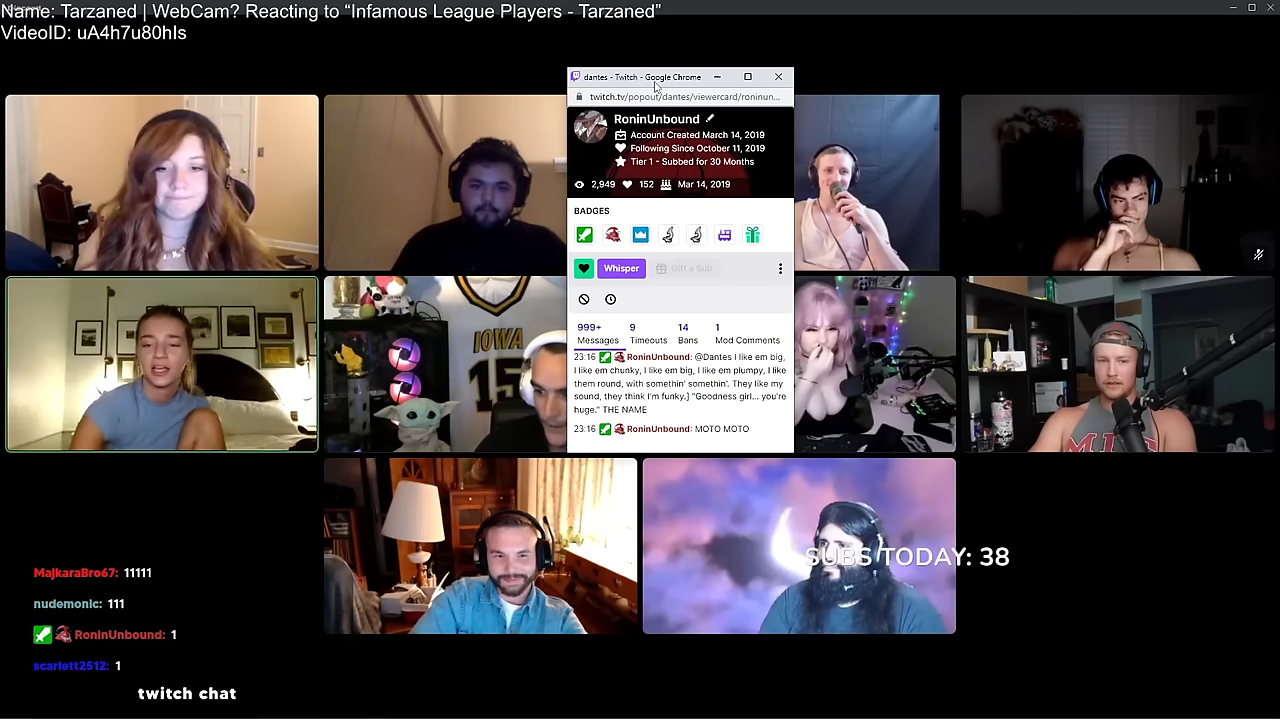 Name: Tarzaned | WebCam? Reacting to “Infamous League Players - Tarzaned”
VideoID: uA4h7u80hIs
dantes - Twitch - Google Chrome
twitch.tv/popout/dantes/viewercard/roninun...
RoninUnbound
Account Created March 14, 2019
Following Since October 11, 2019
Tier 1 - Subbed for 30 Months
2,949 152 Mar 14, 2019
BADGES
Whisper Gift a Sub
999+ 9 14 1
Messages Timeouts Bans Mod Comments
23:16 RoninUnbound: @Dantes I like em big,
I like em chunky, I like em big, I like em plumpy, I like
them round, with somethin' somethin'. They like my
sound, they think I'm funky.] "Goodness girl... you're
huge." THE NAME
23:16 RoninUnbound: MOTO MOTO
IOWA
15
SUBS TODAY: 38
MajkaraBro67: 11111
nudemonic: 111
RoninUnbound: 1
scarlett2512: 1
twitch chat